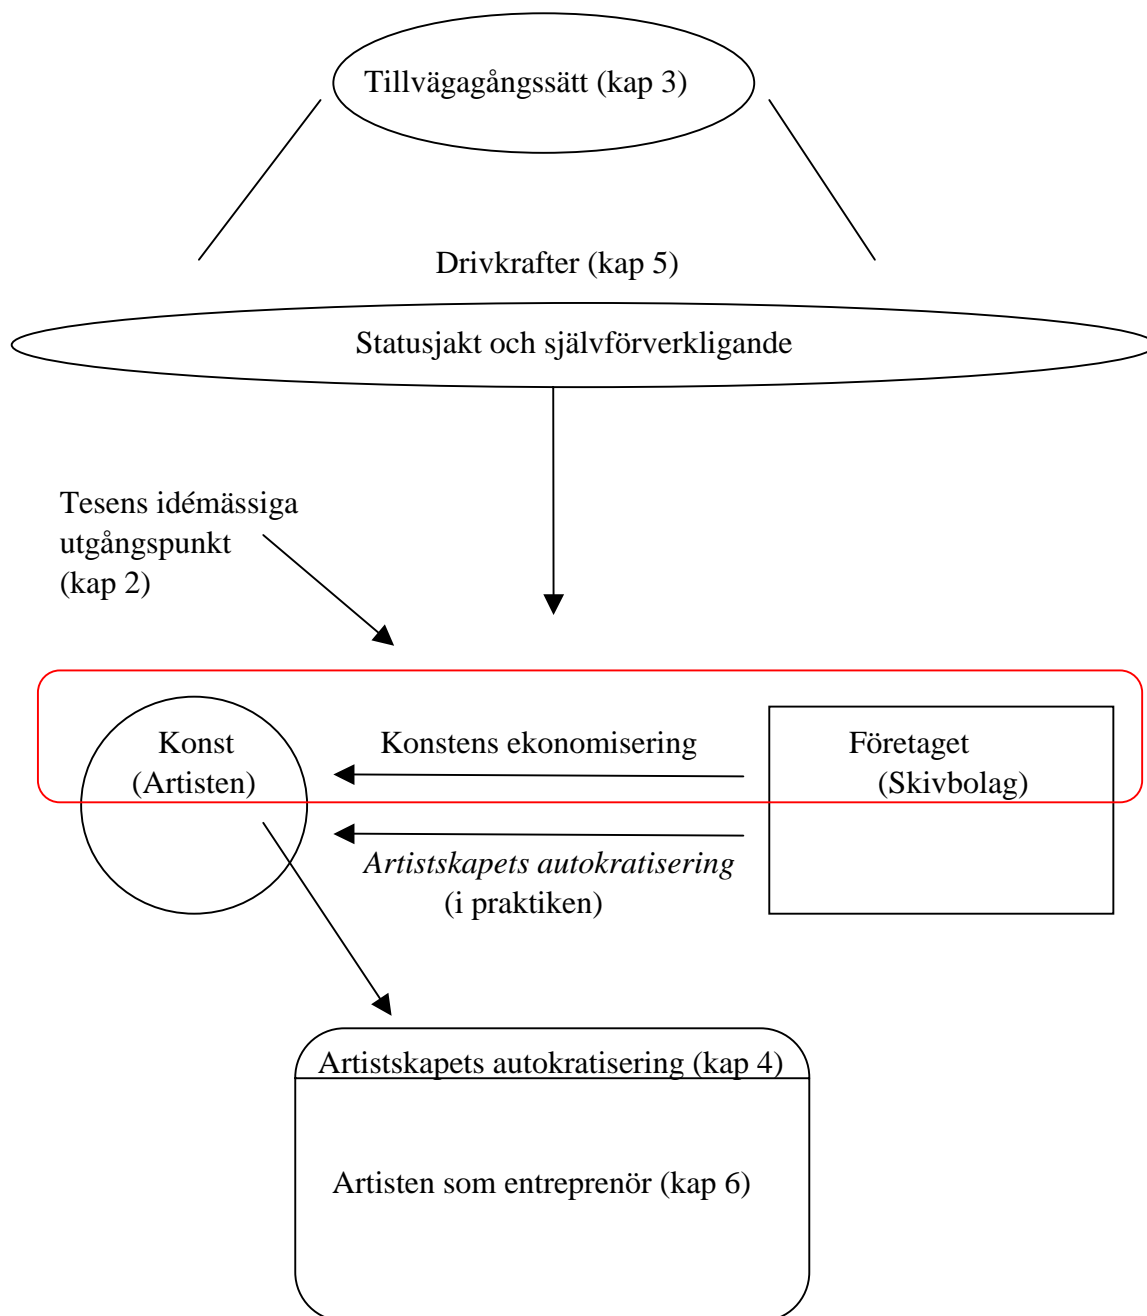 Tillvägagångssätt (kap 3)
Drivkrafter (kap 5)
Statusjakt och självförverkligande
Tesens idémässiga
utgångspunkt
(kap 2)
Konst
(Artisten)
Konstens ekonomisering
Företaget
(Skivbolag)
Artistskapets autokratisering
(i praktiken)
Artistskapets autokratisering (kap 4)
Artisten som entreprenör (kap 6)